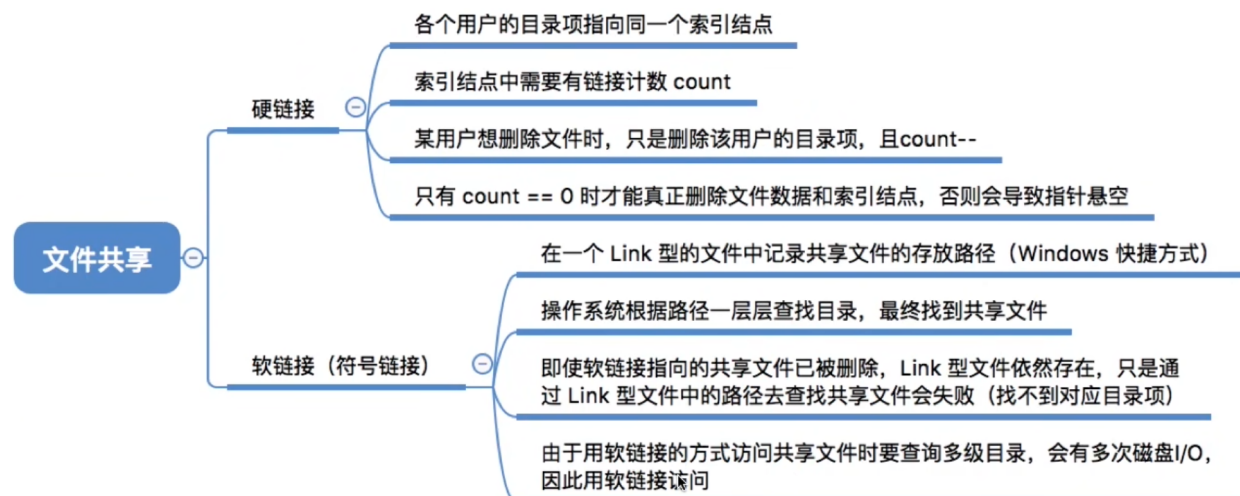 各个用户的目录项指向同一个索引结点
索引结点中需要有链接计数 count
硬链接
某用户想删除文件时，只是删除该用户的目录项，且count--
只有 count == 0 时才能真正删除文件数据和索引结点，否则会导致指针悬空
文件共享
在一个 Link 型的文件中记录共享文件的存放路径（Windows 快捷方式）
操作系统根据路径一层层查找目录，最终找到共享文件
软链接（符号链接）
即使软链接指向的共享文件已被删除，Link 型文件依然存在，只是通
过 Link 型文件中的路径去查找共享文件会失败（找不到对应目录项）
由于用软链接的方式访问共享文件时要查询多级目录，会有多次磁盘I/O，
因此用软链接访问